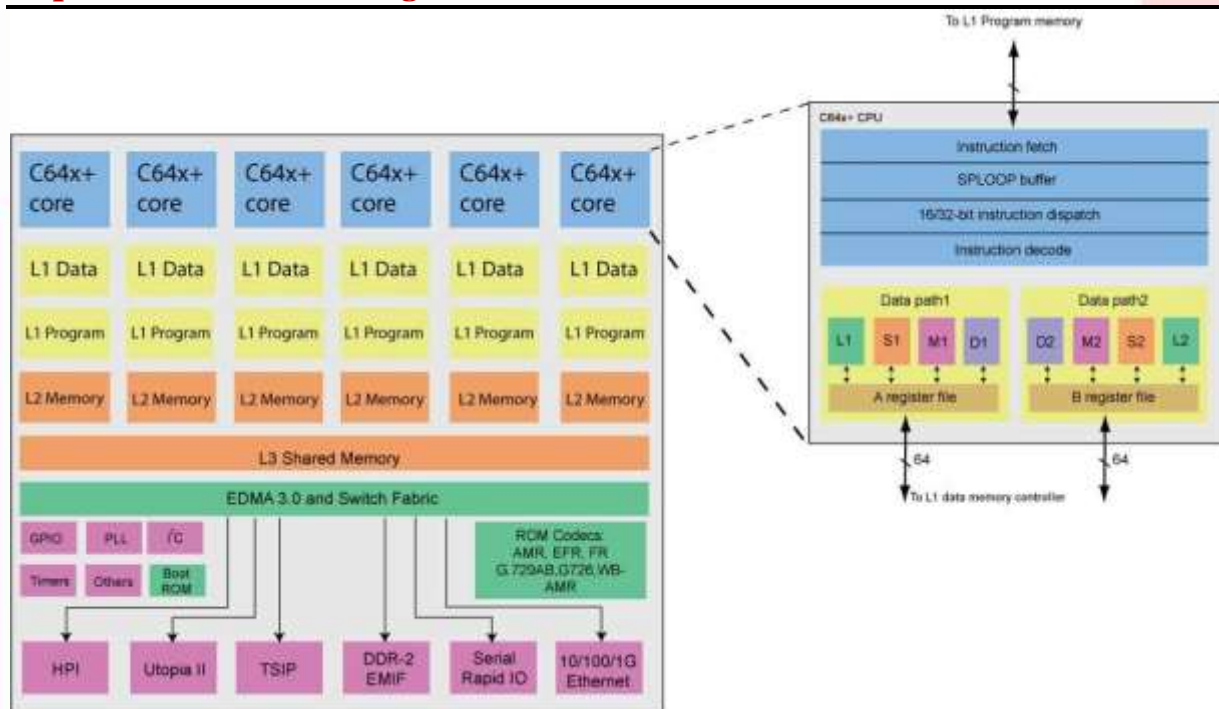 To L1 Program memory
C64x+ CPU
Instruction fetch
SPLOOP buffer
16/32-bit instruction dispatch
Instruction decode
Data path1
Data path2
L1 S1 M1 D1
D2 M2 S2 L2
A register file
B register file
64
64
To L1 data memory controller
C64x+ core
C64x+ core
C64x+ core
C64x+ core
C64x+ core
C64x+ core
L1 Data
L1 Data
L1 Data
L1 Data
L1 Data
L1 Data
L1 Program
L1 Program
L1 Program
L1 Program
L1 Program
L1 Program
L2 Memory
L2 Memory
L2 Memory
L2 Memory
L2 Memory
L2 Memory
L3 Shared Memory
EDMA 3.0 and Switch Fabric
GPIO
PLL
I²C
Timers
Others
Boot
ROM
ROM Codecs:
AMR, EFR, FR
G.729AB,G726,WB-
AMR
HPI
Utopia II
TSIP
DDR-2
EMIF
Serial
Rapid IO
10/100/1G
Ethernet